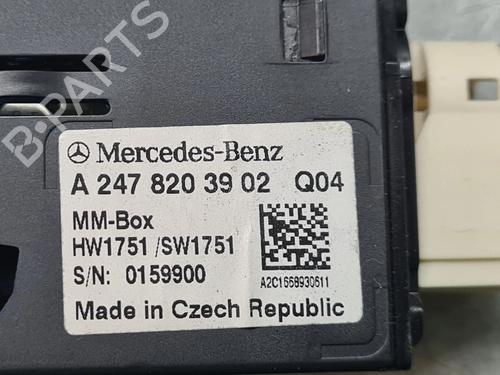 B-PARTS
Mercedes-Benz
A 247 820 39 02 Q04
MM-Box
HW1751 /SW1751
S/N: 0159900
A2C1668930611
Made in Czech Republic